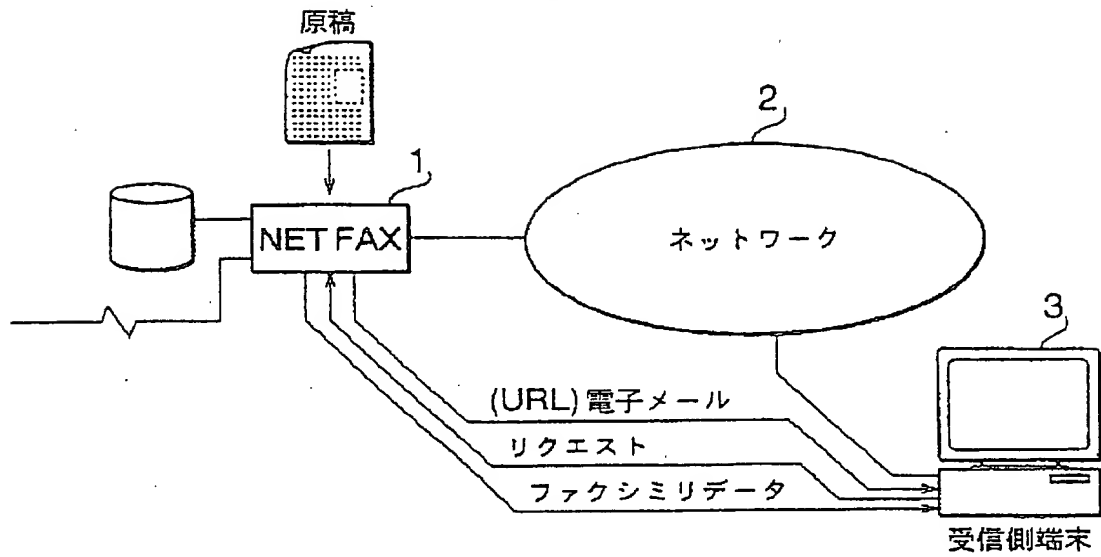 原稿
1
2
NET FAX
ネットワーク
3
(URL) 電子メール
リクエスト
ファクシミリデータ
受信側端末